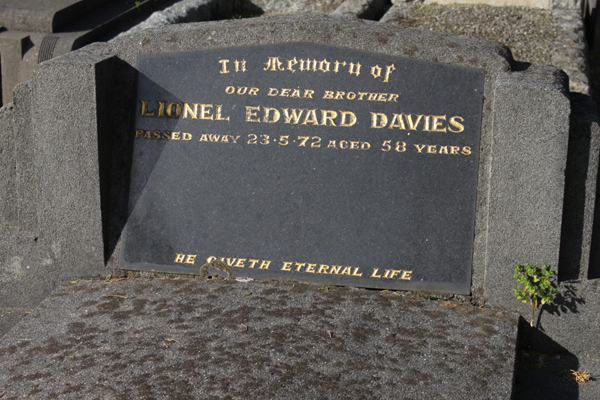 In Memory of
OUR DEAR BROTHER
LIONEL EDWARD DAVIES
PASSED AWAY 23·5·72 AGED 58 YEARS
HE GIVETH ETERNAL LIFE